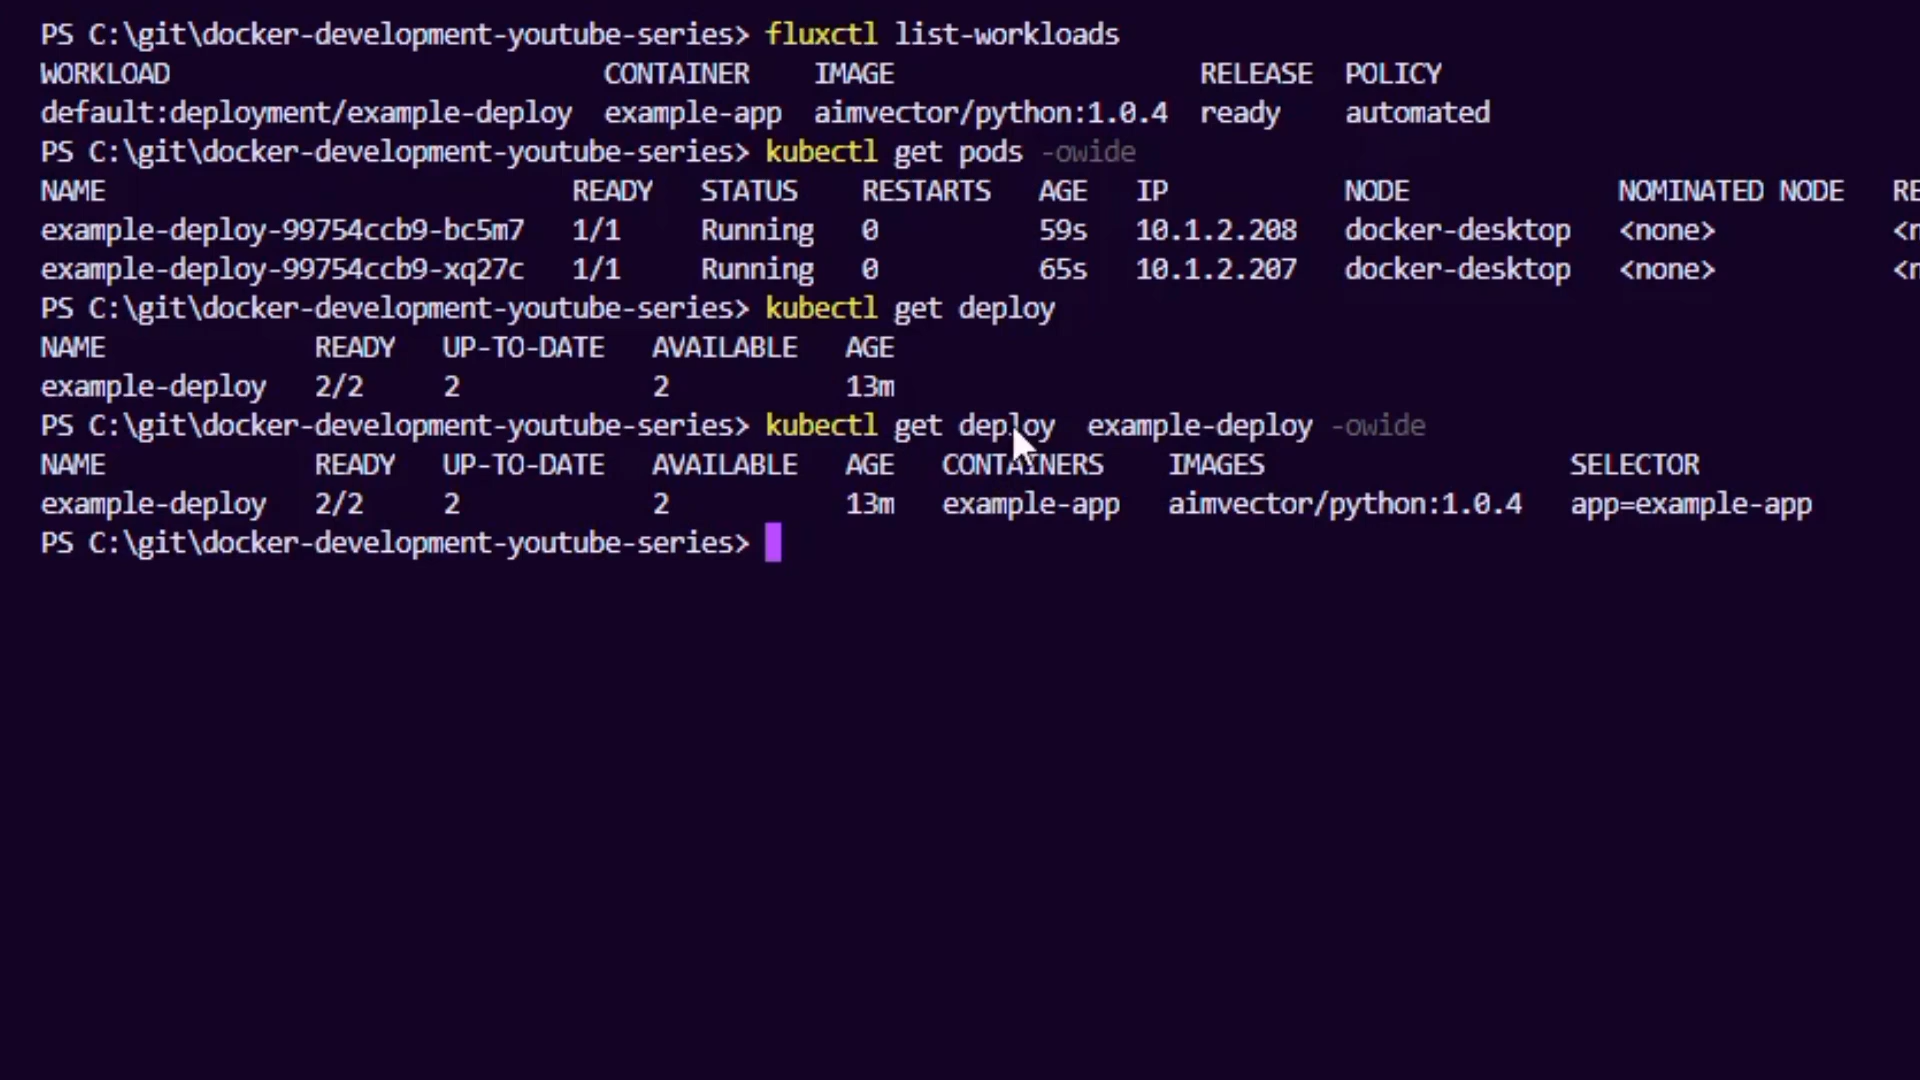 PS C:\git\docker-development-youtube-series> fluxctl list-workloads
WORKLOAD CONTAINER IMAGE RELEASE POLICY
default:deployment/example-deploy example-app aimvector/python:1.0.4 ready automated
PS C:\git\docker-development-youtube-series> kubectl get pods -owide
NAME READY STATUS RESTARTS AGE IP NODE NOMINATED NODE RE
example-deploy-99754ccb9-bc5m7 1/1 Running 0 59s 10.1.2.208 docker-desktop <none> <n
example-deploy-99754ccb9-xq27c 1/1 Running 0 65s 10.1.2.207 docker-desktop <none> <n
PS C:\git\docker-development-youtube-series> kubectl get deploy
NAME READY UP-TO-DATE AVAILABLE AGE
example-deploy 2/2 2 2 13m
PS C:\git\docker-development-youtube-series> kubectl get deploy example-deploy -owide
NAME READY UP-TO-DATE AVAILABLE AGE CONTAINERS IMAGES SELECTOR
example-deploy 2/2 2 2 13m example-app aimvector/python:1.0.4 app=example-app
PS C:\git\docker-development-youtube-series>